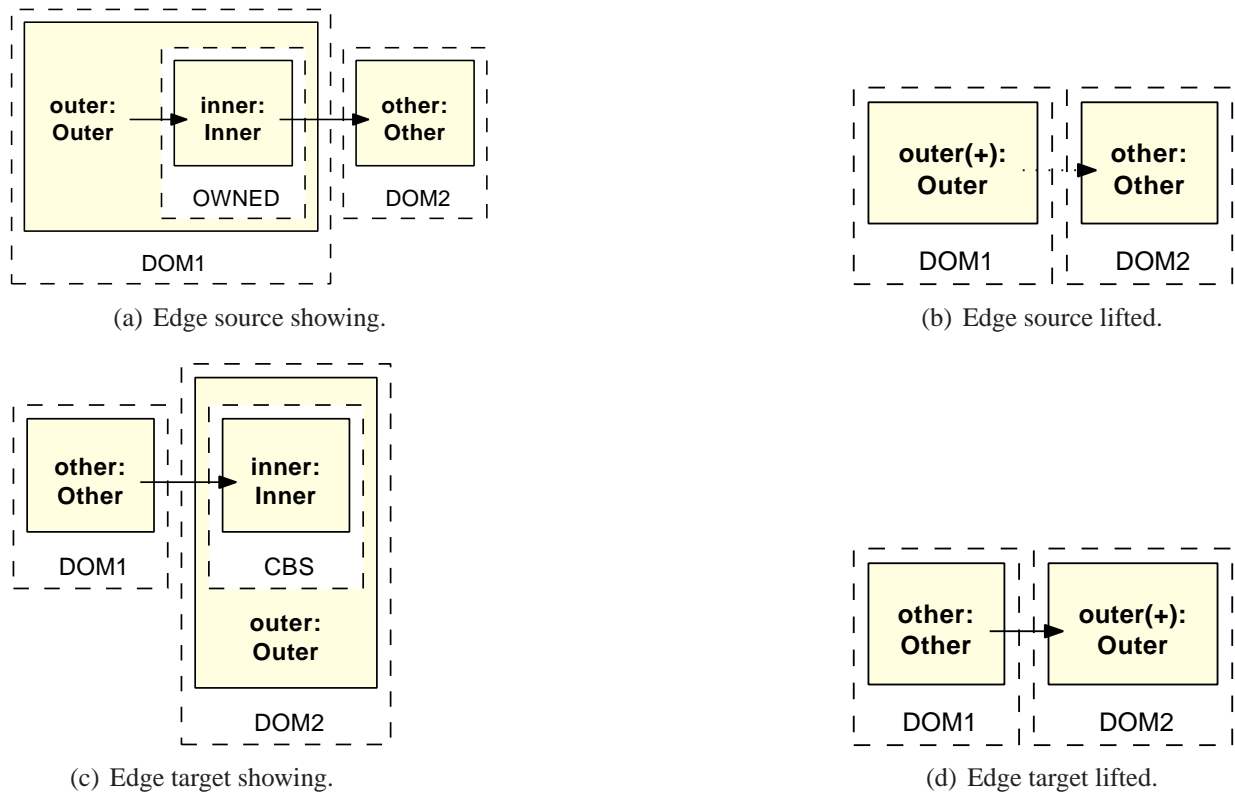 outer:
Outer
inner:
Inner
OWNED
DOM1
other:
Other
DOM2
(a) Edge source showing.
outer(+):
Outer
DOM1
other:
Other
DOM2
(b) Edge source lifted.
other:
Other
DOM1
inner:
Inner
CBS
outer:
Outer
DOM2
(c) Edge target showing.
other:
Other
DOM1
outer(+):
Outer
DOM2
(d) Edge target lifted.